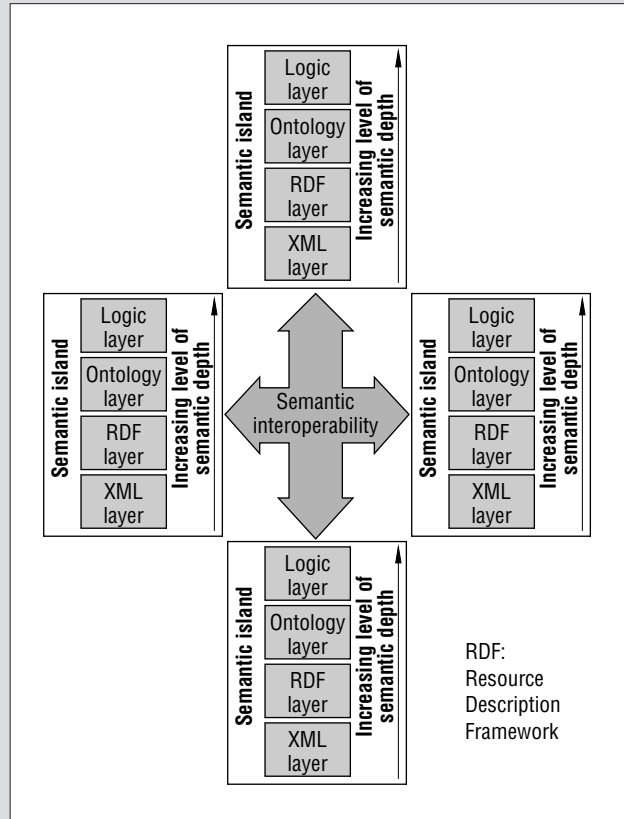 Semantic island
Logic
layer
Ontology
layer
RDF
layer
XML
layer
Increasing level of
semantic depth
Semantic island
Logic
layer
Ontology
layer
RDF
layer
XML
layer
Increasing level of
semantic depth
Semantic
interoperability
Semantic island
Logic
layer
Ontology
layer
RDF
layer
XML
layer
Increasing level of
semantic depth
Semantic island
Logic
layer
Ontology
layer
RDF
layer
XML
layer
Increasing level of
semantic depth
RDF:
Resource
Description
Framework